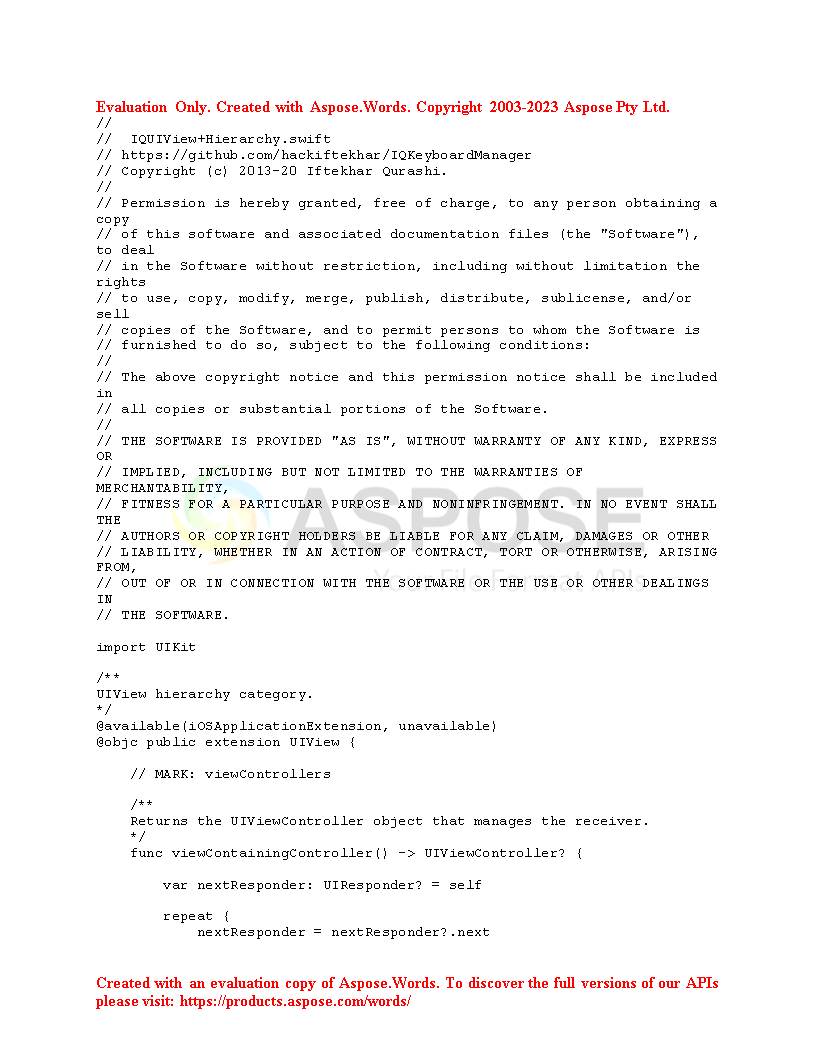 Evaluation Only. Created with Aspose.Words. Copyright 2003-2023 Aspose Pty Ltd.
//
//  IQUIView+Hierarchy.swift
// https://github.com/hackiftekhar/IQKeyboardManager
// Copyright (c) 2013-20 Iftekhar Qurashi.
//
// Permission is hereby granted, free of charge, to any person obtaining a
copy
// of this software and associated documentation files (the "Software"),
to deal
// in the Software without restriction, including without limitation the
rights
// to use, copy, modify, merge, publish, distribute, sublicense, and/or
sell
// copies of the Software, and to permit persons to whom the Software is
// furnished to do so, subject to the following conditions:
//
// The above copyright notice and this permission notice shall be included
in
// all copies or substantial portions of the Software.
//
// THE SOFTWARE IS PROVIDED "AS IS", WITHOUT WARRANTY OF ANY KIND, EXPRESS
OR
// IMPLIED, INCLUDING BUT NOT LIMITED TO THE WARRANTIES OF
MERCHANTABILITY,
// FITNESS FOR A PARTICULAR PURPOSE AND NONINFRINGEMENT. IN NO EVENT SHALL
THE
// AUTHORS OR COPYRIGHT HOLDERS BE LIABLE FOR ANY CLAIM, DAMAGES OR OTHER
// LIABILITY, WHETHER IN AN ACTION OF CONTRACT, TORT OR OTHERWISE, ARISING
FROM,
// OUT OF OR IN CONNECTION WITH THE SOFTWARE OR THE USE OR OTHER DEALINGS
IN
// THE SOFTWARE.
ASPOSE
Your File Format APIs
import UIKit
/**
UIView hierarchy category.
*/
@available(iOSApplicationExtension, unavailable)
@objc public extension UIView {
    // MARK: viewControllers
    /**
    Returns the UIViewController object that manages the receiver.
    */
    func viewContainingController() -> UIViewController? {
        var nextResponder: UIResponder? = self
        repeat {
            nextResponder = nextResponder?.next
Created with an evaluation copy of Aspose.Words. To discover the full versions of our APIs
please visit: https://products.aspose.com/words/